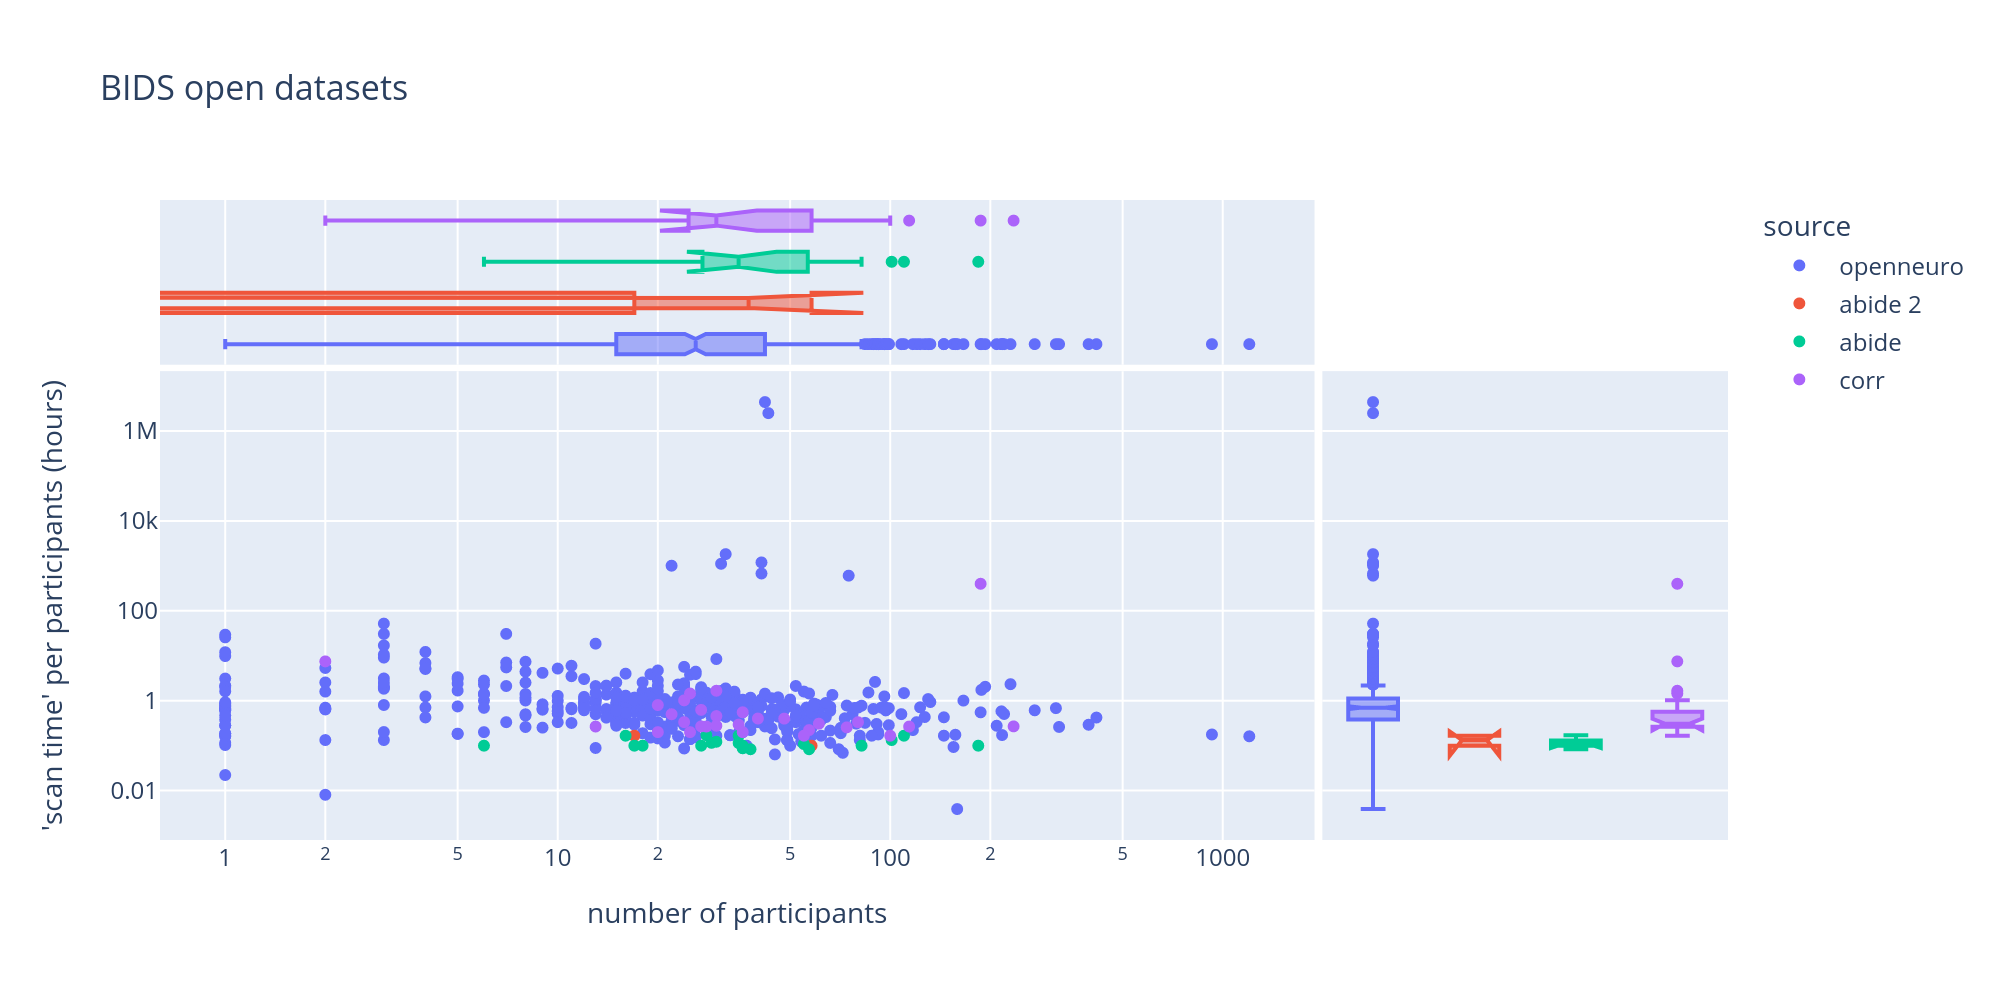 BIDS open datasets
source
openneuro
abide 2
abide
corr
'scan time' per participants (hours)
1M
10k
100
1
0.01
1 2 5 10 2 5 100 2 5 1000
number of participants